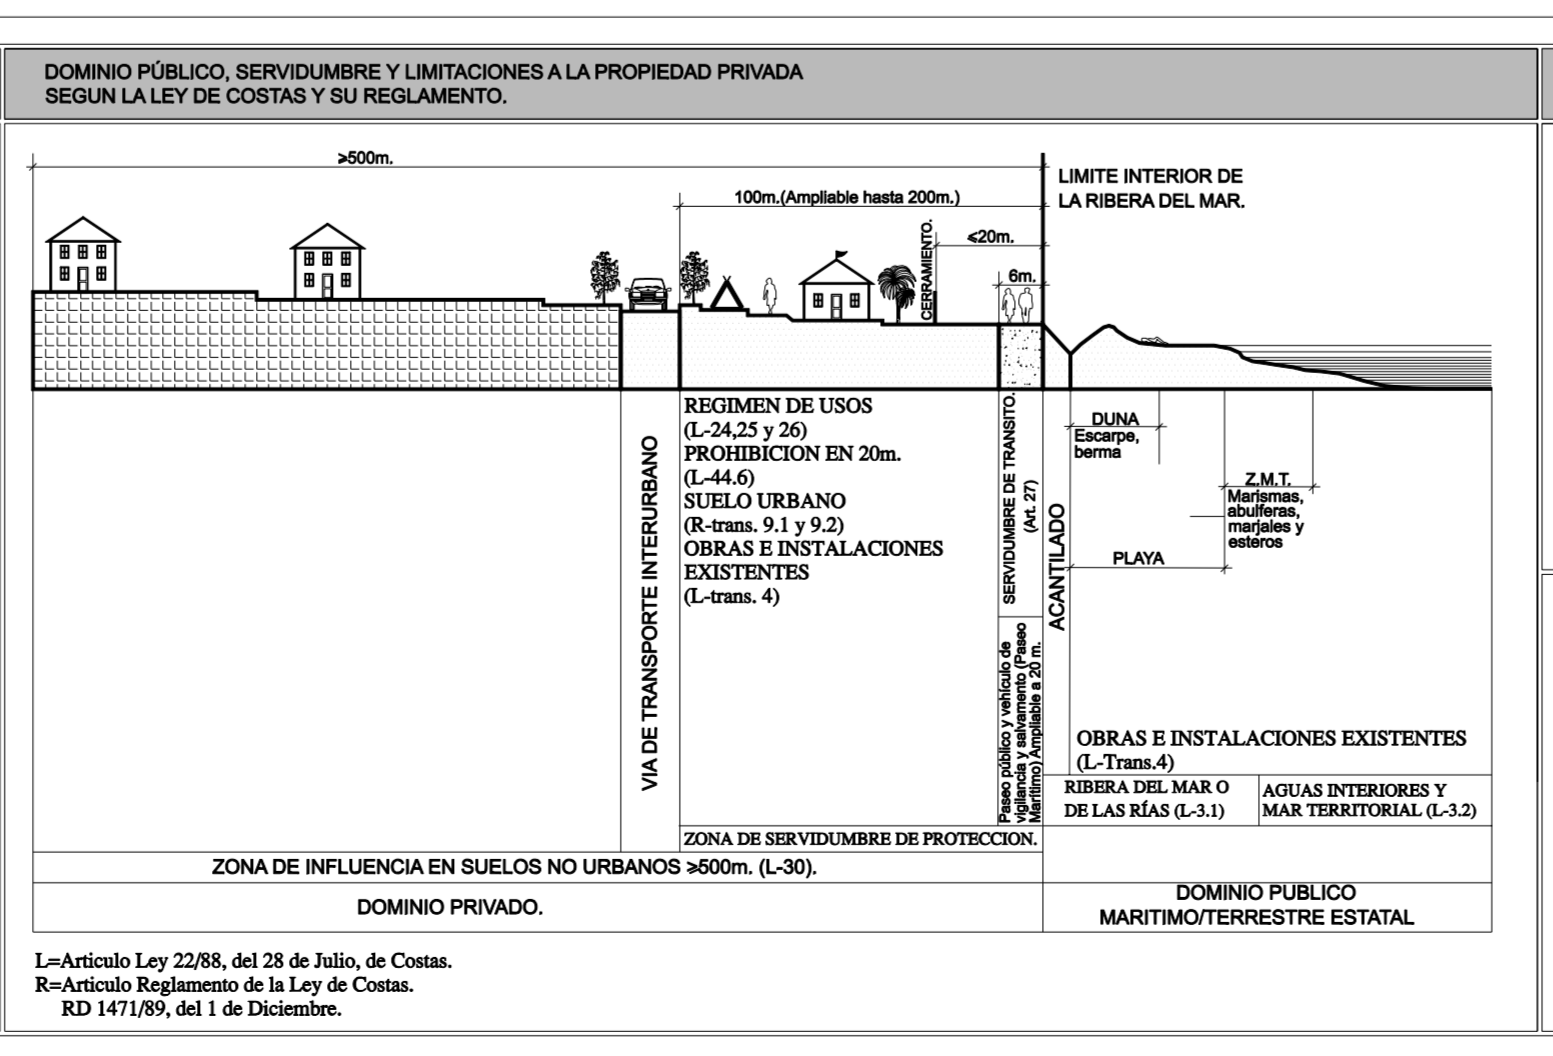 DOMINIO PÚBLICO, SERVIDUMBRE Y LIMITACIONES A LA PROPIEDAD PRIVADA
SEGUN LA LEY DE COSTAS Y SU REGLAMENTO.
≥500m.
LIMITE INTERIOR DE
LA RIBERA DEL MAR.
100m.(Ampliable hasta 200m.)
CERRAMIENTO.
≤20m.
6m.
VIA DE TRANSPORTE INTERURBANO
REGIMEN DE USOS
(L-24,25 y 26)
PROHIBICION EN 20m.
(L-44.6)
SUELO URBANO
(R-trans. 9.1 y 9.2)
OBRAS E INSTALACIONES
EXISTENTES
(L-trans. 4)
SERVIDUMBRE DE TRANSITO.
(Art. 27)
Paseo público y vehículo de
vigilancia y salvamento (Paseo
Marítimo) Ampliable a 20 m.
ACANTILADO
DUNA
Escarpe,
berma
Z.M.T.
Marismas,
abulferas,
marjales y
esteros
PLAYA
OBRAS E INSTALACIONES EXISTENTES
(L-Trans.4)
RIBERA DEL MAR O
DE LAS RÍAS (L-3.1)
AGUAS INTERIORES Y
MAR TERRITORIAL (L-3.2)
ZONA DE SERVIDUMBRE DE PROTECCION.
ZONA DE INFLUENCIA EN SUELOS NO URBANOS ≥500m. (L-30).
DOMINIO PRIVADO.
DOMINIO PUBLICO
MARITIMO/TERRESTRE ESTATAL
L=Articulo Ley 22/88, del 28 de Julio, de Costas.
R=Articulo Reglamento de la Ley de Costas.
RD 1471/89, del 1 de Diciembre.